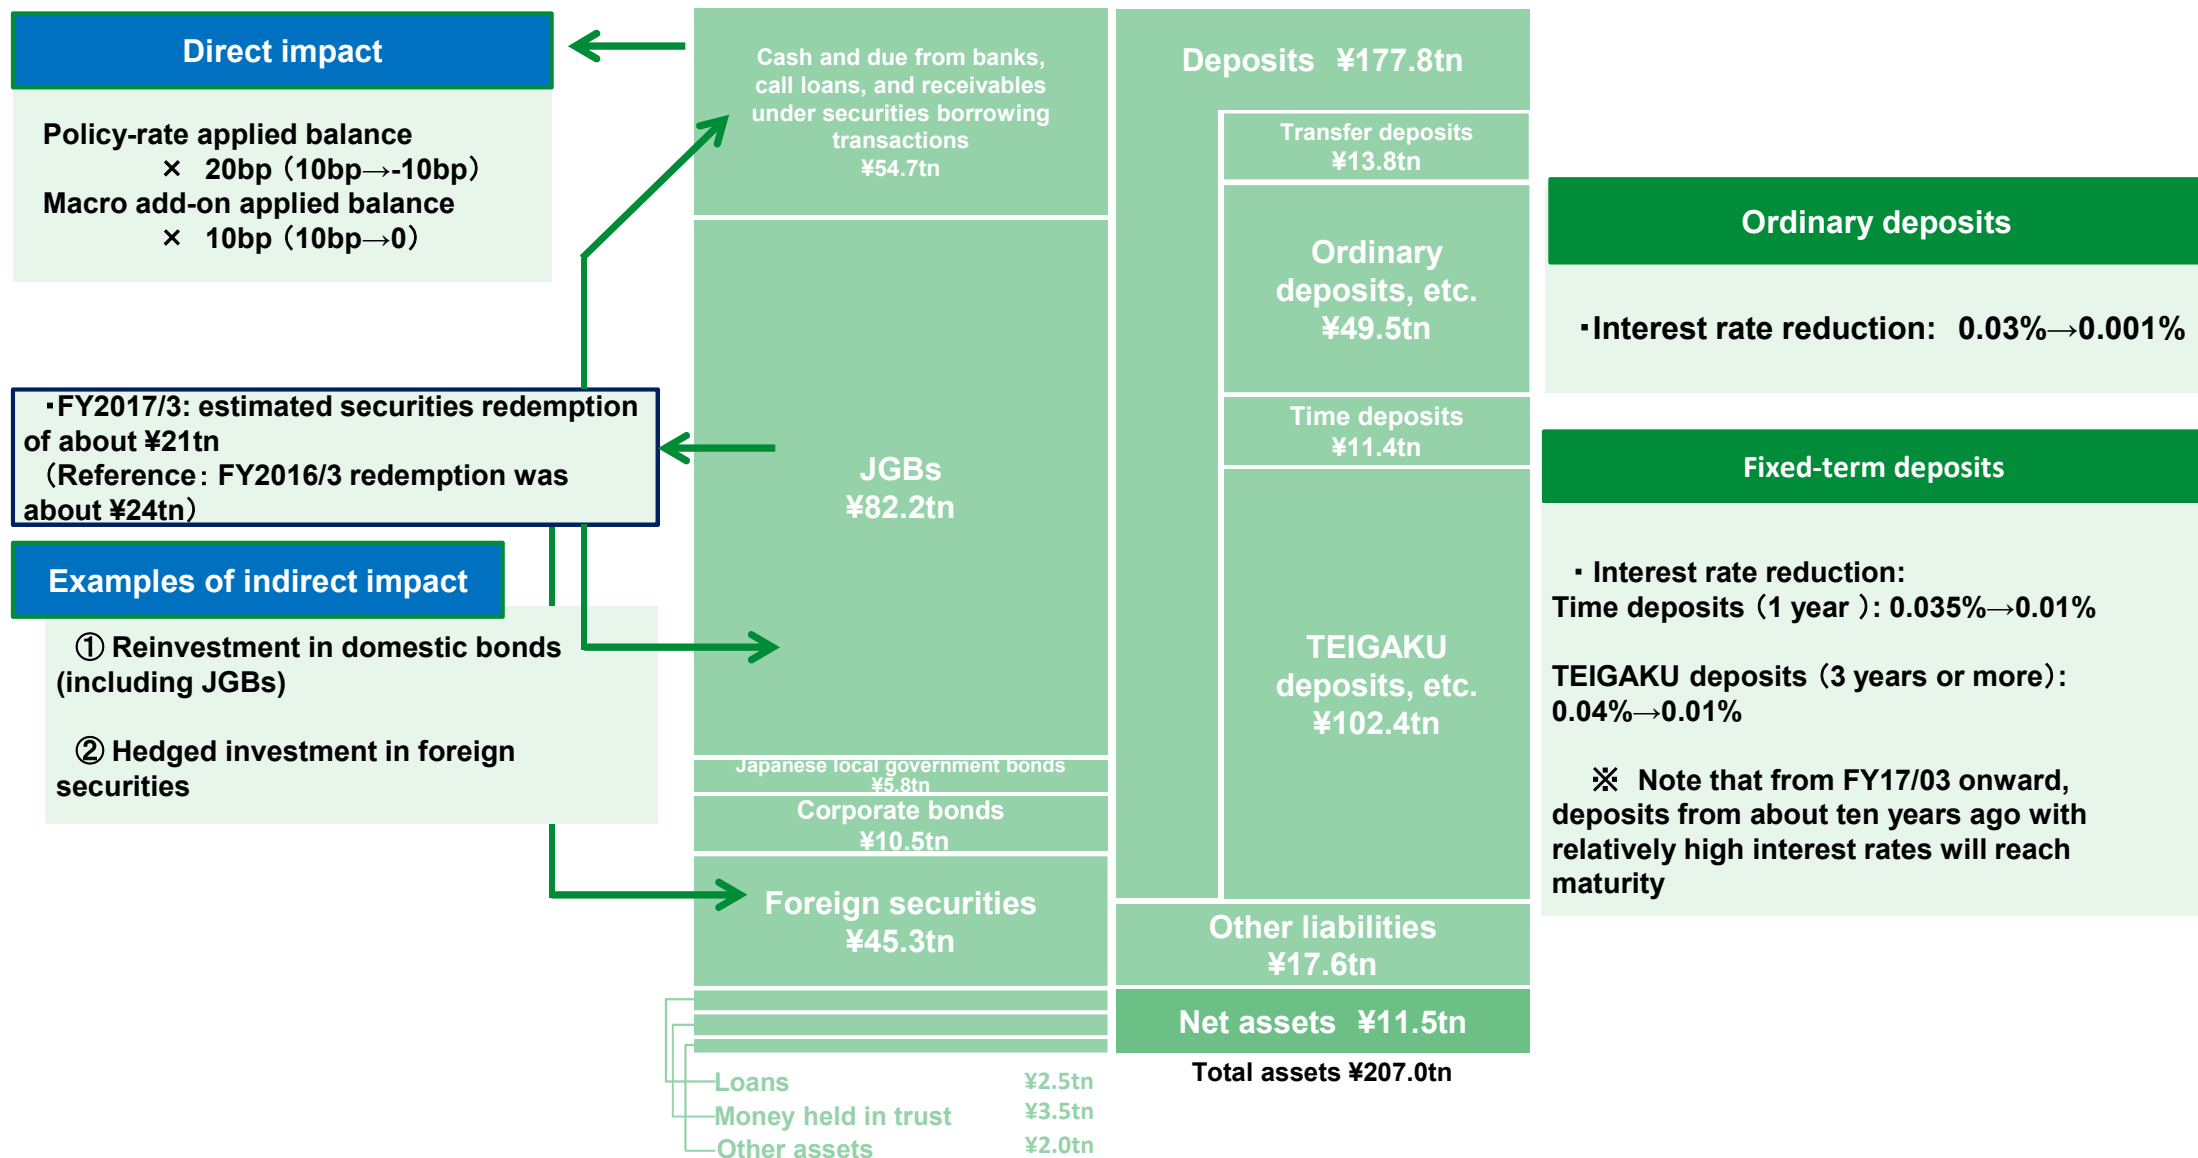 Direct impact
Policy-rate applied balance
× 20bp（10bp→-10bp）
Macro add-on applied balance
× 10bp（10bp→0）
・FY2017/3: estimated securities redemption
of about ¥21tn
（Reference： FY2016/3 redemption was
about ¥24tn）
Examples of indirect impact
① Reinvestment in domestic bonds
(including JGBs)
② Hedged investment in foreign
securities
Cash and due from banks,
call loans, and receivables
under securities borrowing
transactions
¥54.7tn
JGBs
¥82.2tn
Japanese local government bonds
¥5.8tn
Corporate bonds
¥10.5tn
Foreign securities
¥45.3tn
Loans ¥2.5tn
Money held in trust ¥3.5tn
Other assets ¥2.0tn
Deposits ¥177.8tn
Transfer deposits
¥13.8tn
Ordinary
deposits, etc.
¥49.5tn
Time deposits
¥11.4tn
TEIGAKU
deposits, etc.
¥102.4tn
Other liabilities
¥17.6tn
Net assets ¥11.5tn
Total assets ¥207.0tn
Ordinary deposits
・Interest rate reduction: 0.03%→0.001%
Fixed-term deposits
・ Interest rate reduction:
Time deposits（1 year ）: 0.035%→0.01%
TEIGAKU deposits（3 years or more）:
0.04%→0.01%
※ Note that from FY17/03 onward,
deposits from about ten years ago with
relatively high interest rates will reach
maturity